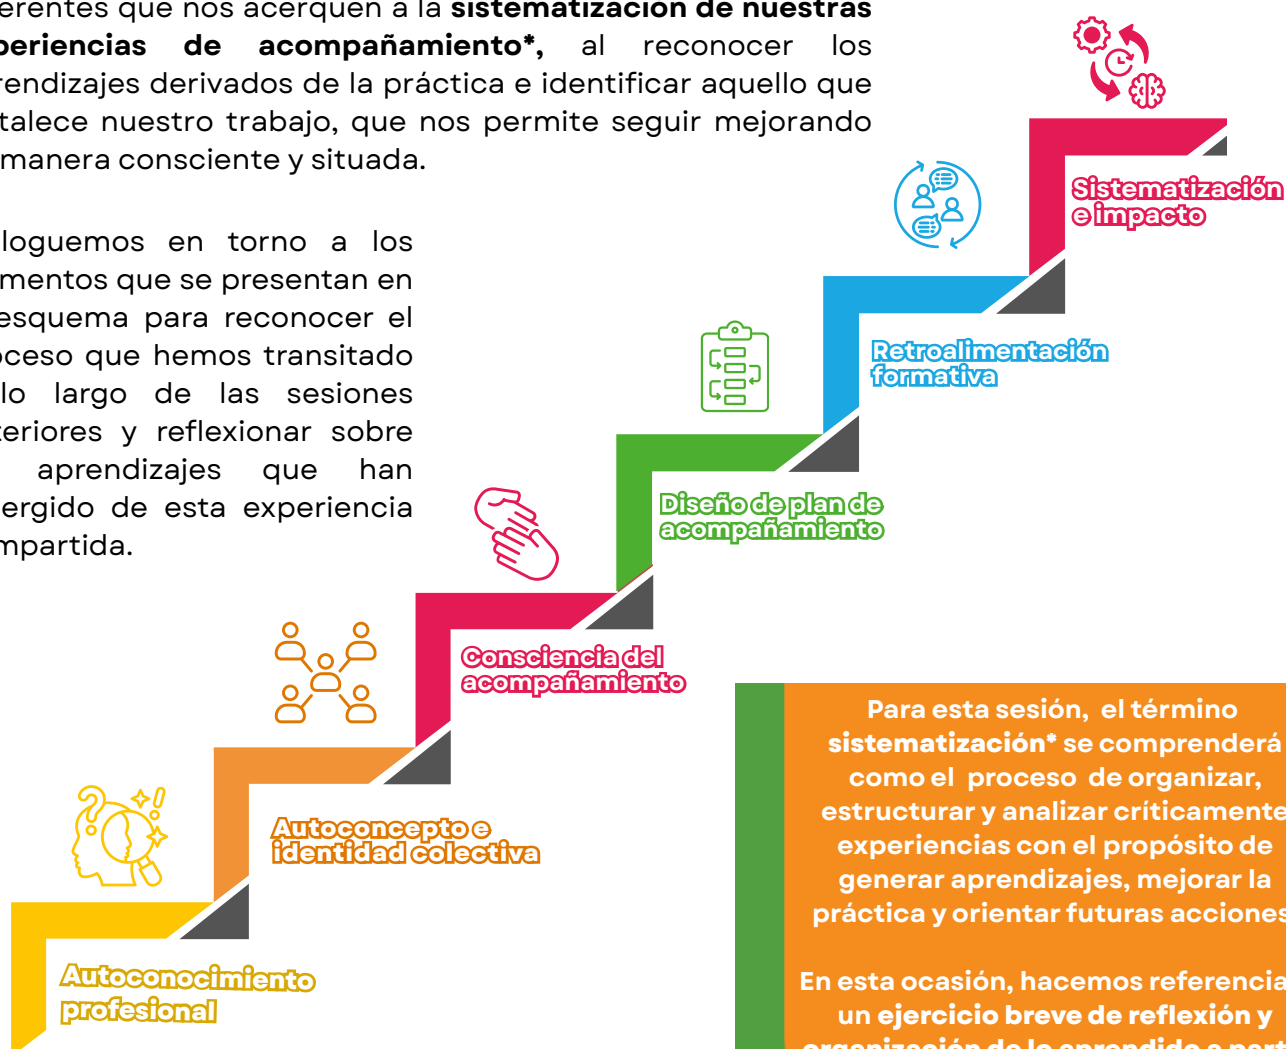 erentes que nos acerquen a la sistematización de nuestras
periencias de acompañamiento*, al reconocer los
rendizajes derivados de la práctica e identificar aquello que
talece nuestro trabajo, que nos permite seguir mejorando
manera consciente y situada.
loguemos en torno a los
mentos que se presentan en
esquema para reconocer el
oceso que hemos transitado
lo largo de las sesiones
teriores y reflexionar sobre
aprendizajes que han
ergido de esta experiencia
mpartida.
Sistematización
e impacto
Retroalimentación
formativa
Diseño de plan de
acompañamiento
Consciencia del
acompañamiento
Autoconcepto e
identidad colectiva
Autoconocimiento
profesional
Para esta sesión, el término
sistematización* se comprenderá
como el proceso de organizar,
estructurar y analizar críticamente
experiencias con el propósito de
generar aprendizajes, mejorar la
práctica y orientar futuras acciones
En esta ocasión, hacemos referencia
un ejercicio breve de reflexión y
organización de lo aprendido a part